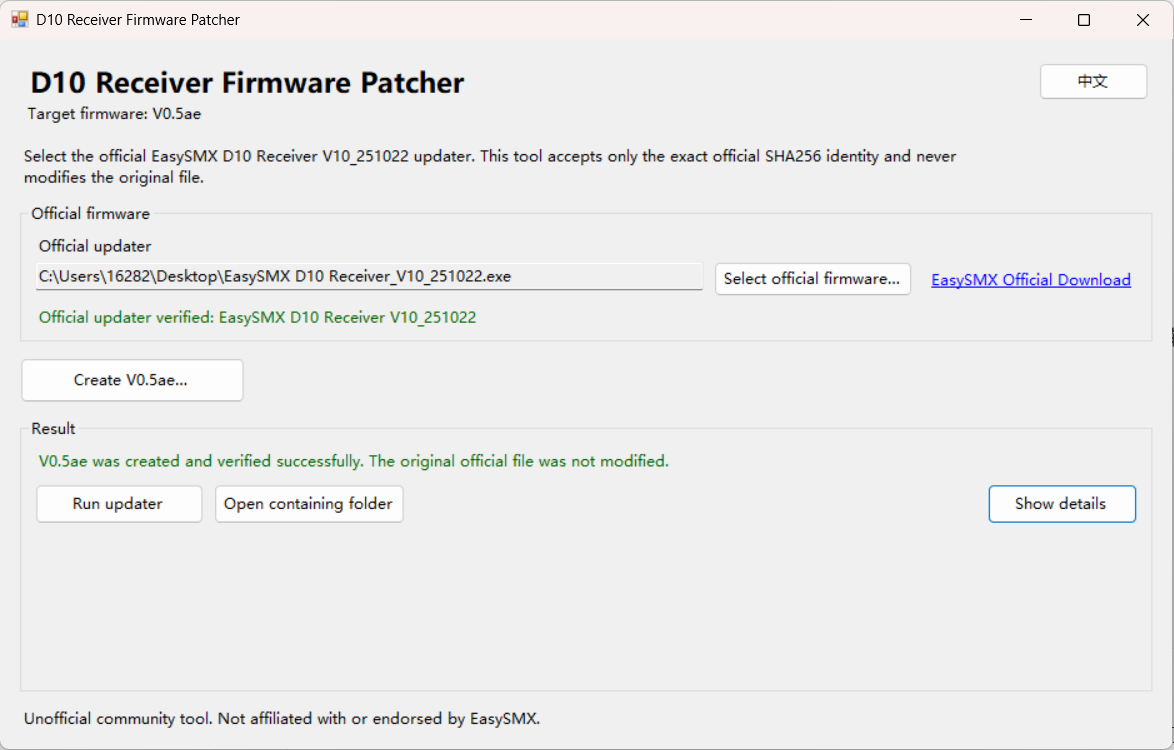 D10 Receiver Firmware Patcher
D10 Receiver Firmware Patcher
中文
Target firmware: V0.5ae
Select the official EasySMX D10 Receiver V10_251022 updater. This tool accepts only the exact official SHA256 identity and never
modifies the original file.
Official firmware
Official updater
C:\Users\16282\Desktop\EasySMX D10 Receiver_V10_251022.exe
Select official firmware...
EasySMX Official Download
Official updater verified: EasySMX D10 Receiver V10_251022
Create V0.5ae...
Result
V0.5ae was created and verified successfully. The original official file was not modified.
Run updater
Open containing folder
Show details
Unofficial community tool. Not affiliated with or endorsed by EasySMX.